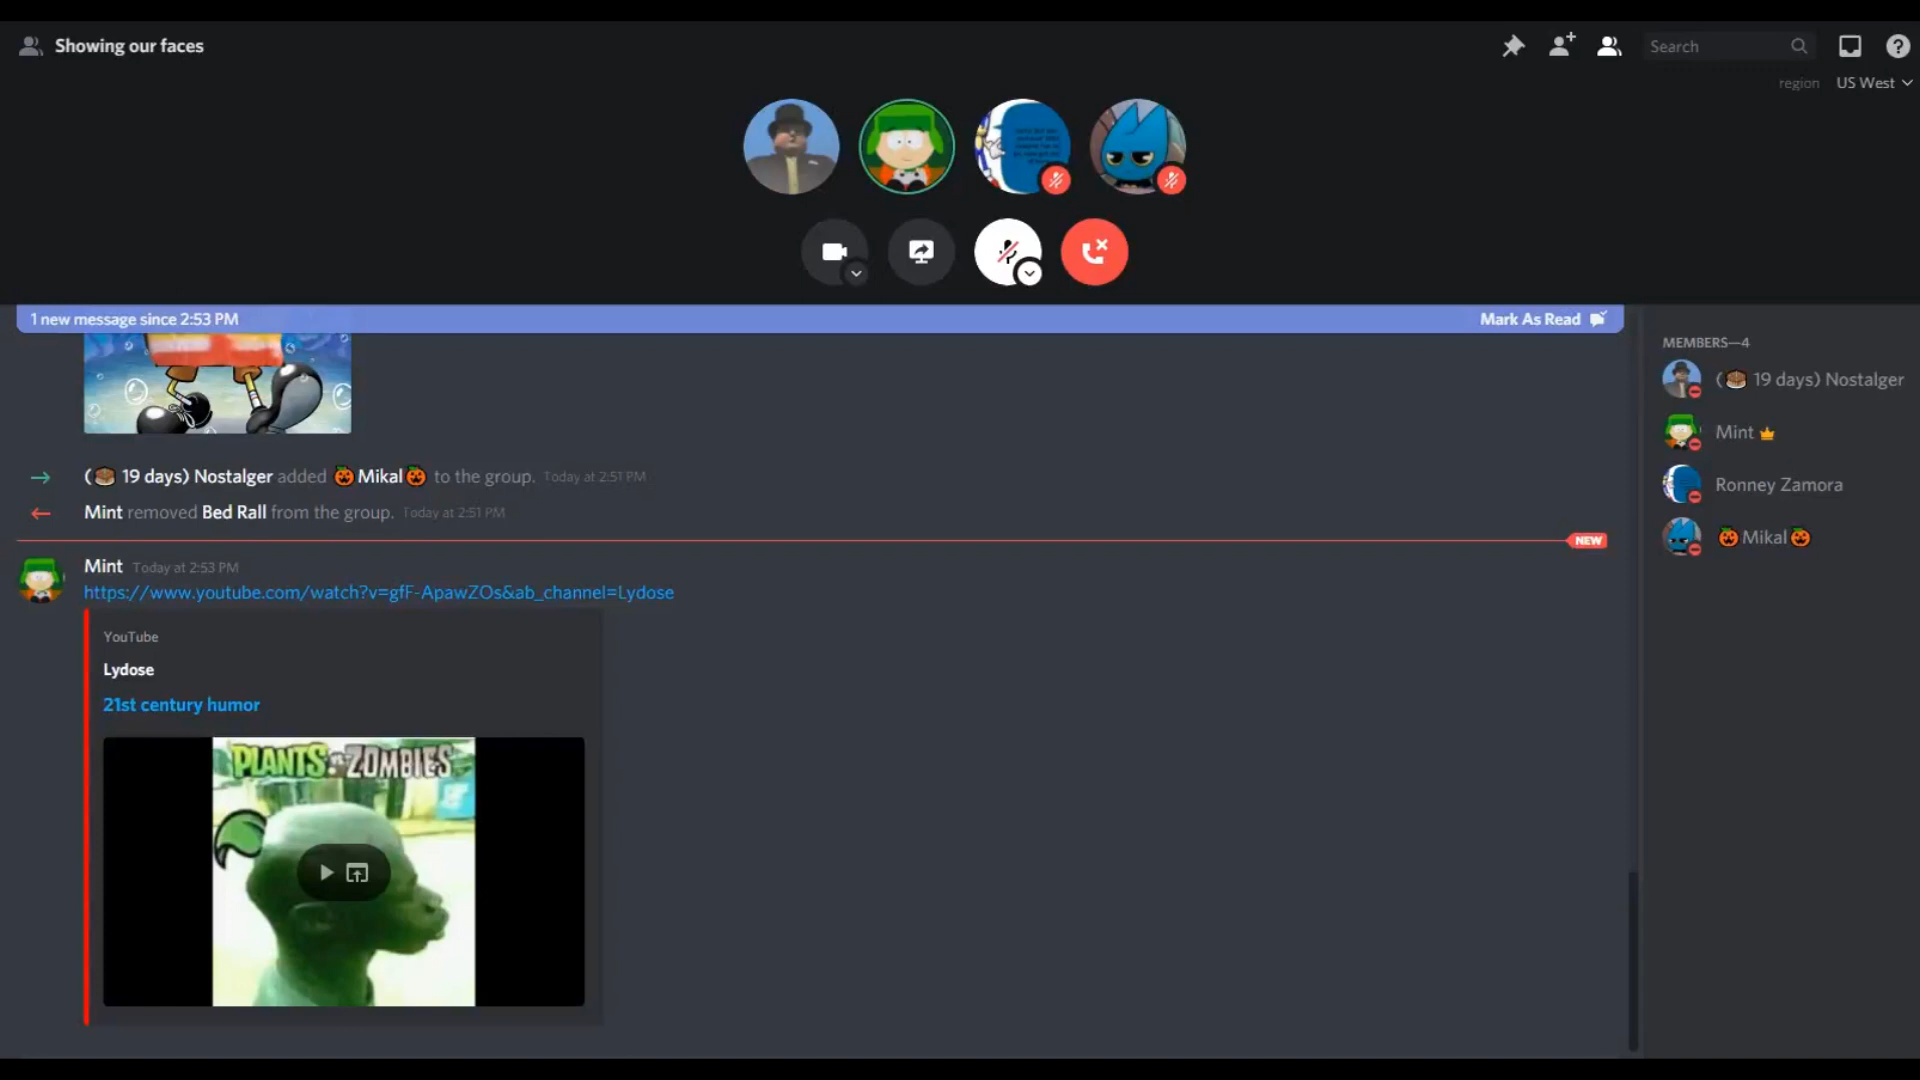 Showing our faces
Search
region US West
1 new message since 2:53 PM
Mark As Read
MEMBERS—4
( 19 days) Nostalger
Mint
Ronney Zamora
🎃Mikal🎃
( 19 days) Nostalger added 🎃Mikal🎃 to the group. Today at 2:51 PM
Mint removed Bed Rall from the group. Today at 2:51 PM
NEW
Mint Today at 2:53 PM
https://www.youtube.com/watch?v=gfF-ApawZOs&ab_channel=Lydose
YouTube
Lydose
21st century humor
PLANTS VS. ZOMBIES